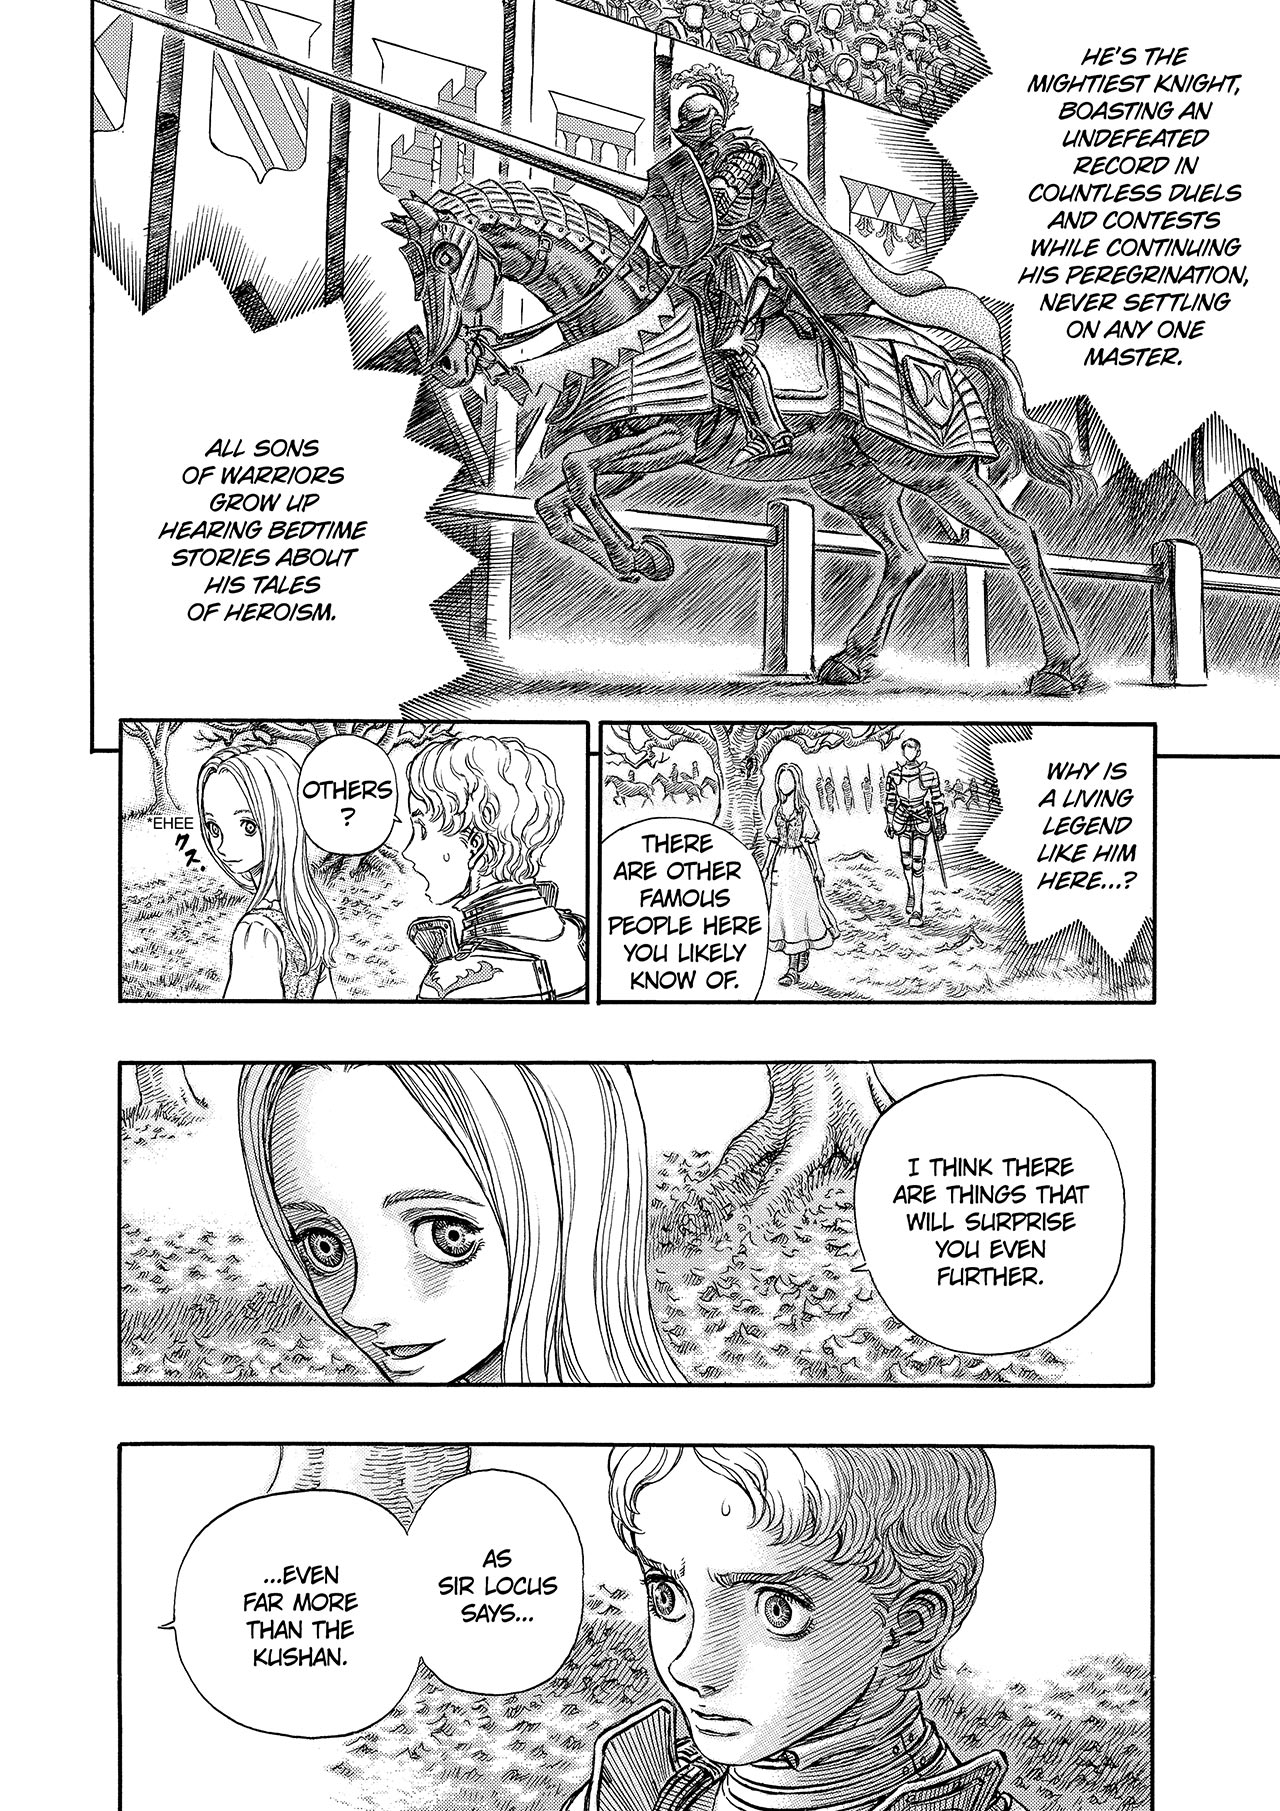 HE'S THE
MIGHTIEST KNIGHT,
BOASTING AN
UNDEFEATED
RECORD IN
COUNTLESS DUELS
AND CONTESTS
WHILE CONTINUING
HIS PEREGRINATION,
NEVER SETTLING
ON ANY ONE
MASTER.
ALL SONS
OF WARRIORS
GROW UP
HEARING BEDTIME
STORIES ABOUT
HIS TALES
OF HEROISM.
WHY IS
A LIVING
LEGEND
LIKE HIM
HERE...?
THERE
ARE OTHER
FAMOUS
PEOPLE HERE
YOU LIKELY
KNOW OF.
OTHERS
?
*EHEE
クス
I THINK THERE
ARE THINGS THAT
WILL SURPRISE
YOU EVEN
FURTHER.
AS
SIR LOCUS
SAYS...
...EVEN
FAR MORE
THAN THE
KUSHAN.